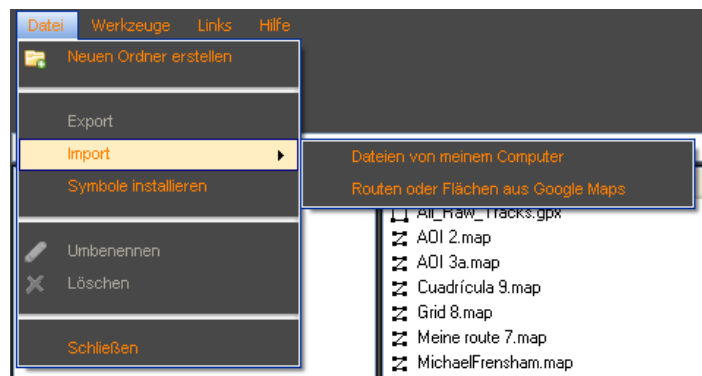 Datei Werkzeuge Links Hilfe
Neuen Ordner erstellen
Export
Import
Symbole installieren
Umbenennen
Löschen
Schließen
Dateien von meinem Computer
Routen oder Flächen aus Google Maps
All_Raw_Tracks.gpx
AOI 2.map
AOI 3a.map
Cuadrícula 9.map
Grid 8.map
Meine route 7.map
MichaelFrensham.map